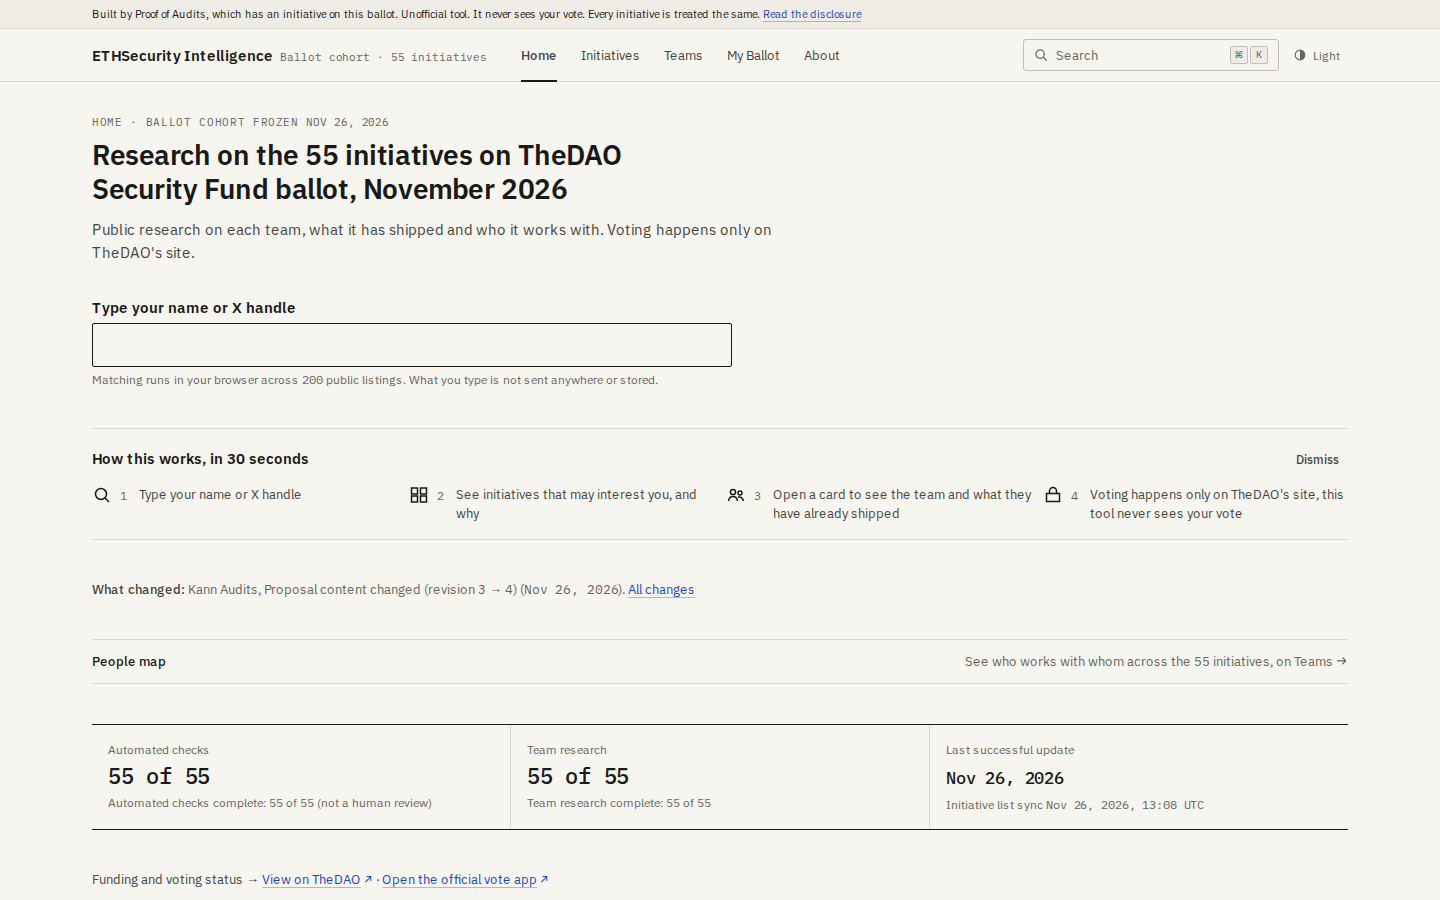 Built by Proof of Audits, which has an initiative on this ballot. Unofficial tool. It never sees your vote. Every initiative is treated the same. Read the disclosure
ETHSecurity Intelligence Ballot cohort · 55 initiatives Home Initiatives Teams My Ballot About Search ⌘ K Light
HOME · BALLOT COHORT FROZEN NOV 26, 2026
Research on the 55 initiatives on TheDAO
Security Fund ballot, November 2026
Public research on each team, what it has shipped and who it works with. Voting happens only on
TheDAO's site.
Type your name or X handle
Matching runs in your browser across 200 public listings. What you type is not sent anywhere or stored.
How this works, in 30 seconds Dismiss
1 Type your name or X handle
2 See initiatives that may interest you, and
why
3 Open a card to see the team and what they
have already shipped
4 Voting happens only on TheDAO's site, this
tool never sees your vote
What changed: Kann Audits, Proposal content changed (revision 3 → 4) (Nov 26, 2026). All changes
People map See who works with whom across the 55 initiatives, on Teams →
Automated checks
55 of 55
Automated checks complete: 55 of 55 (not a human review)
Team research
55 of 55
Team research complete: 55 of 55
Last successful update
Nov 26, 2026
Initiative list sync Nov 26, 2026, 13:08 UTC
Funding and voting status → View on TheDAO ↗ · Open the official vote app ↗